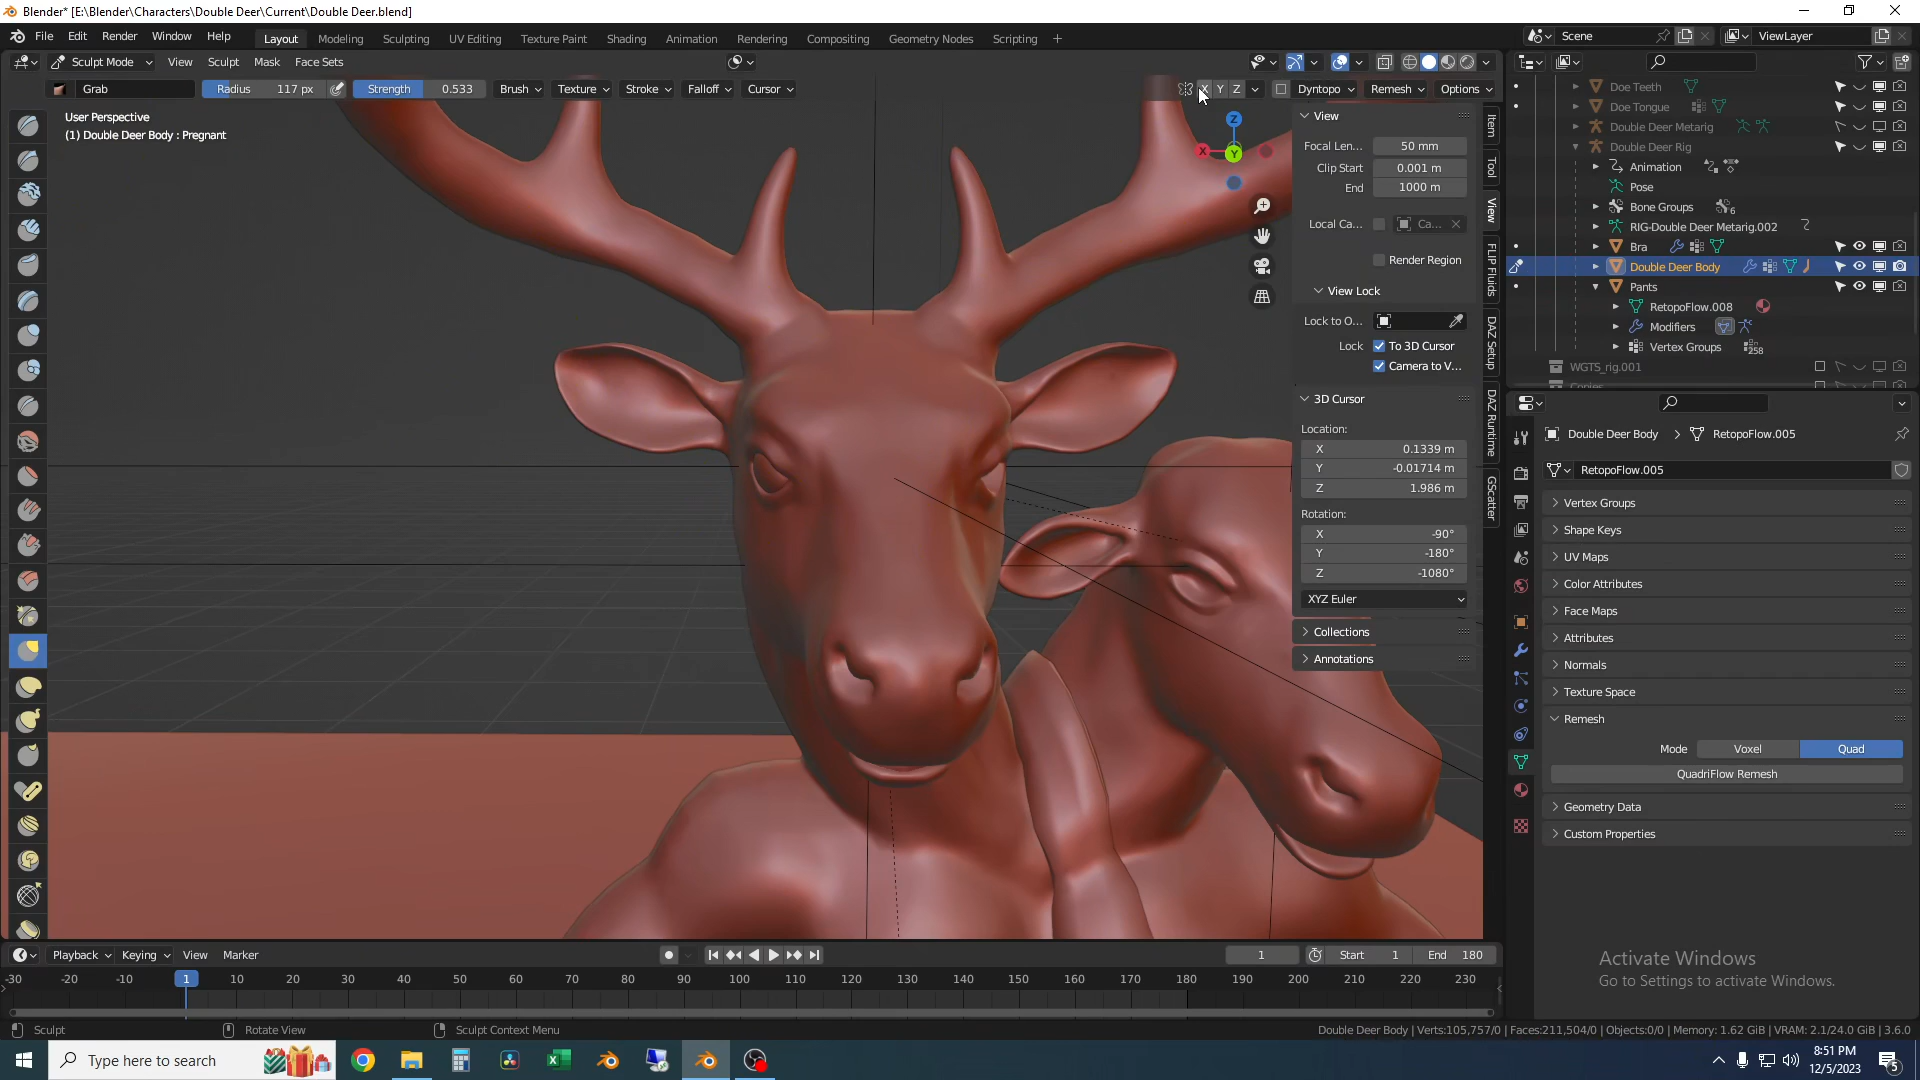 Blender* [E:\Blender\Characters\Double Deer\Current\Double Deer.blend]
File Edit Render Window Help Layout Modeling Sculpting UV Editing Texture Paint Shading Animation Rendering Compositing Geometry Nodes Scripting + Scene ViewLayer
Sculpt Mode View Sculpt Mask Face Sets
Grab Radius 117 px Strength 0.533 Brush Texture Stroke Falloff Cursor X Y Z Dyntopo Remesh Options
User Perspective
(1) Double Deer Body : Pregnant
Z
X
Y
View
Focal Len... 50 mm
Clip Start 0.001 m
End 1000 m
Local Ca... Ca...
Render Region
View Lock
Lock to O...
Lock To 3D Cursor
Camera to V...
3D Cursor
Location:
X 0.1339 m
Y -0.01714 m
Z 1.986 m
Rotation:
X -90°
Y -180°
Z -1080°
XYZ Euler
Collections
Annotations
Item
Tool
View
FLIP Fluids
DAZ Setup
DAZ Runtime
GScatter
Doe Teeth
Doe Tongue
Double Deer Metarig
Double Deer Rig
Animation
Pose
Bone Groups 6
RIG-Double Deer Metarig.002
Bra
Double Deer Body
Pants
RetopoFlow.008
Modifiers
Vertex Groups 258
WGTS_rig.001
Copies
Double Deer Body RetopoFlow.005
RetopoFlow.005
Vertex Groups
Shape Keys
UV Maps
Color Attributes
Face Maps
Attributes
Normals
Texture Space
Remesh
Mode Voxel Quad
QuadriFlow Remesh
Geometry Data
Custom Properties
Activate Windows
Go to Settings to activate Windows.
Playback Keying View Marker 1 Start 1 End 180
-30 -20 -10 1 10 20 30 40 50 60 70 80 90 100 110 120 130 140 150 160 170 180 190 200 210 220 230
Sculpt Rotate View Sculpt Context Menu Double Deer Body | Verts:105,757/0 | Faces:211,504/0 | Objects:0/0 | Memory: 1.62 GiB | VRAM: 2.1/24.0 GiB | 3.6.0
Type here to search
8:51 PM
12/5/2023
5